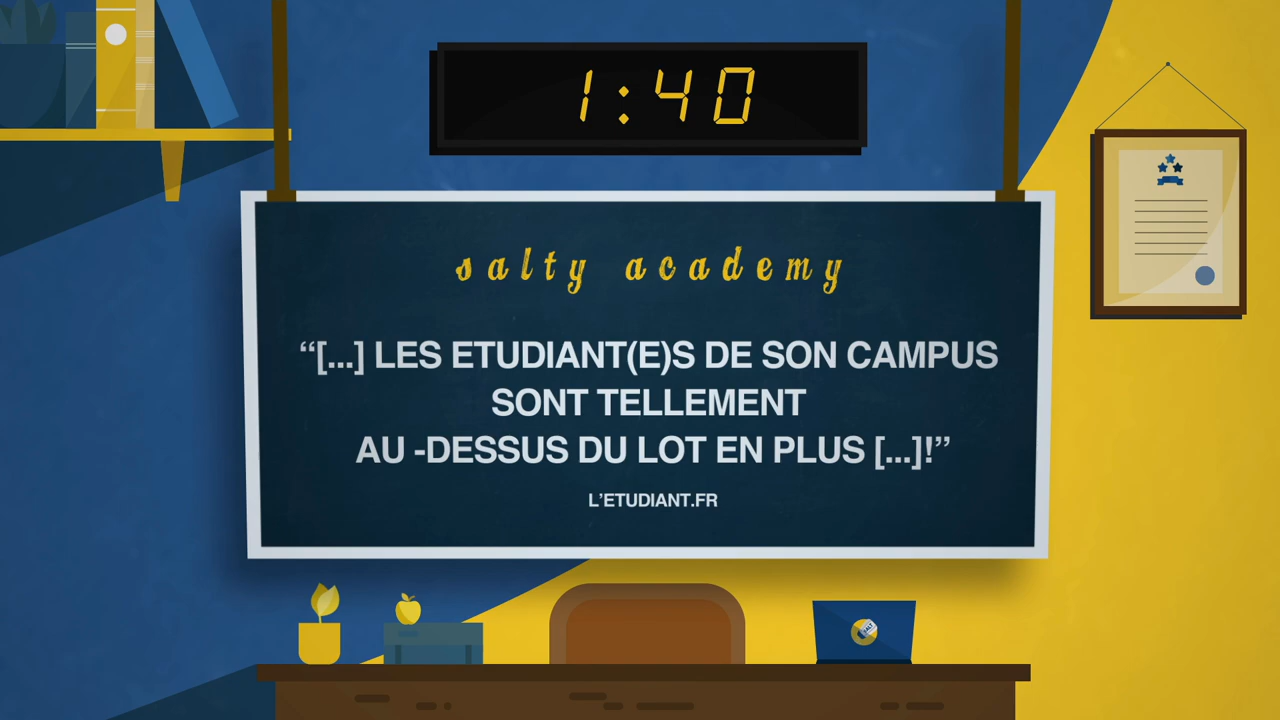 1:40
salty academy
“[...] LES ETUDIANT(E)S DE SON CAMPUS
SONT TELLEMENT
AU -DESSUS DU LOT EN PLUS [...]!”
L’ETUDIANT.FR